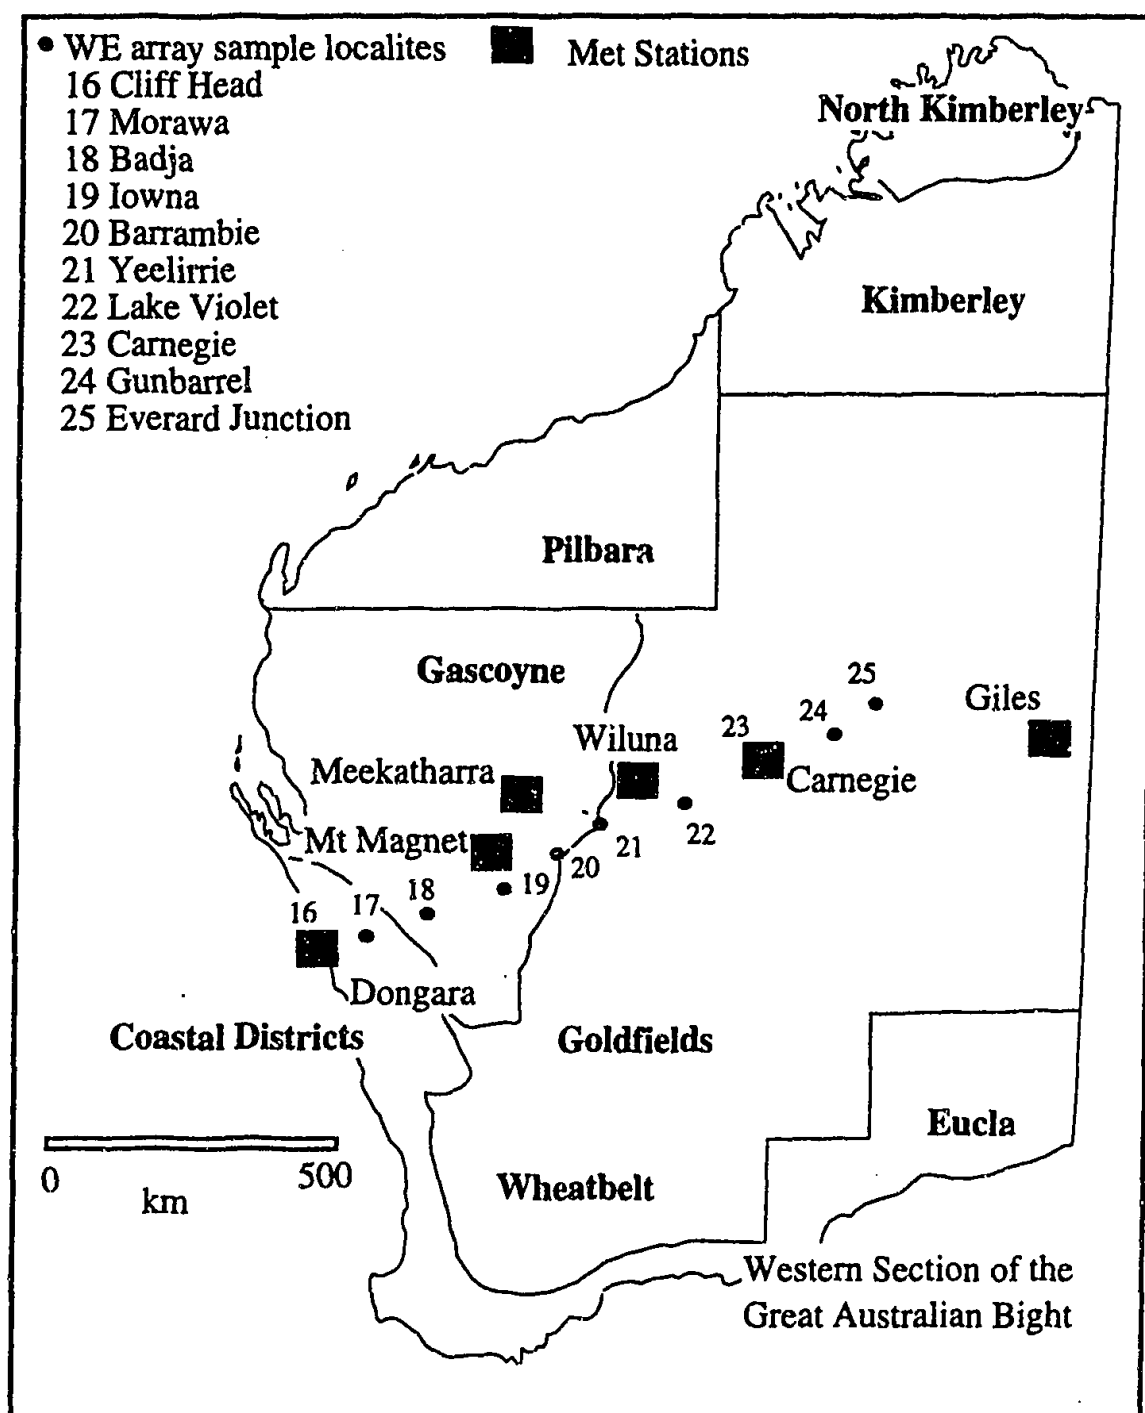 WE array sample localites
Met Stations
16 Cliff Head
17 Morawa
18 Badja
19 Iowna
20 Barrambie
21 Yeelirrie
22 Lake Violet
23 Carnegie
24 Gunbarrel
25 Everard Junction
North Kimberley
Kimberley
Pilbara
Gascoyne
25
Giles
24
23
Wiluna
Meekatharra
Carnegie
Mt Magnet
22
21
20
19
18
17
16
Dongara
Coastal Districts
Goldfields
Eucla
0
500
km
Wheatbelt
Western Section of the
Great Australian Bight